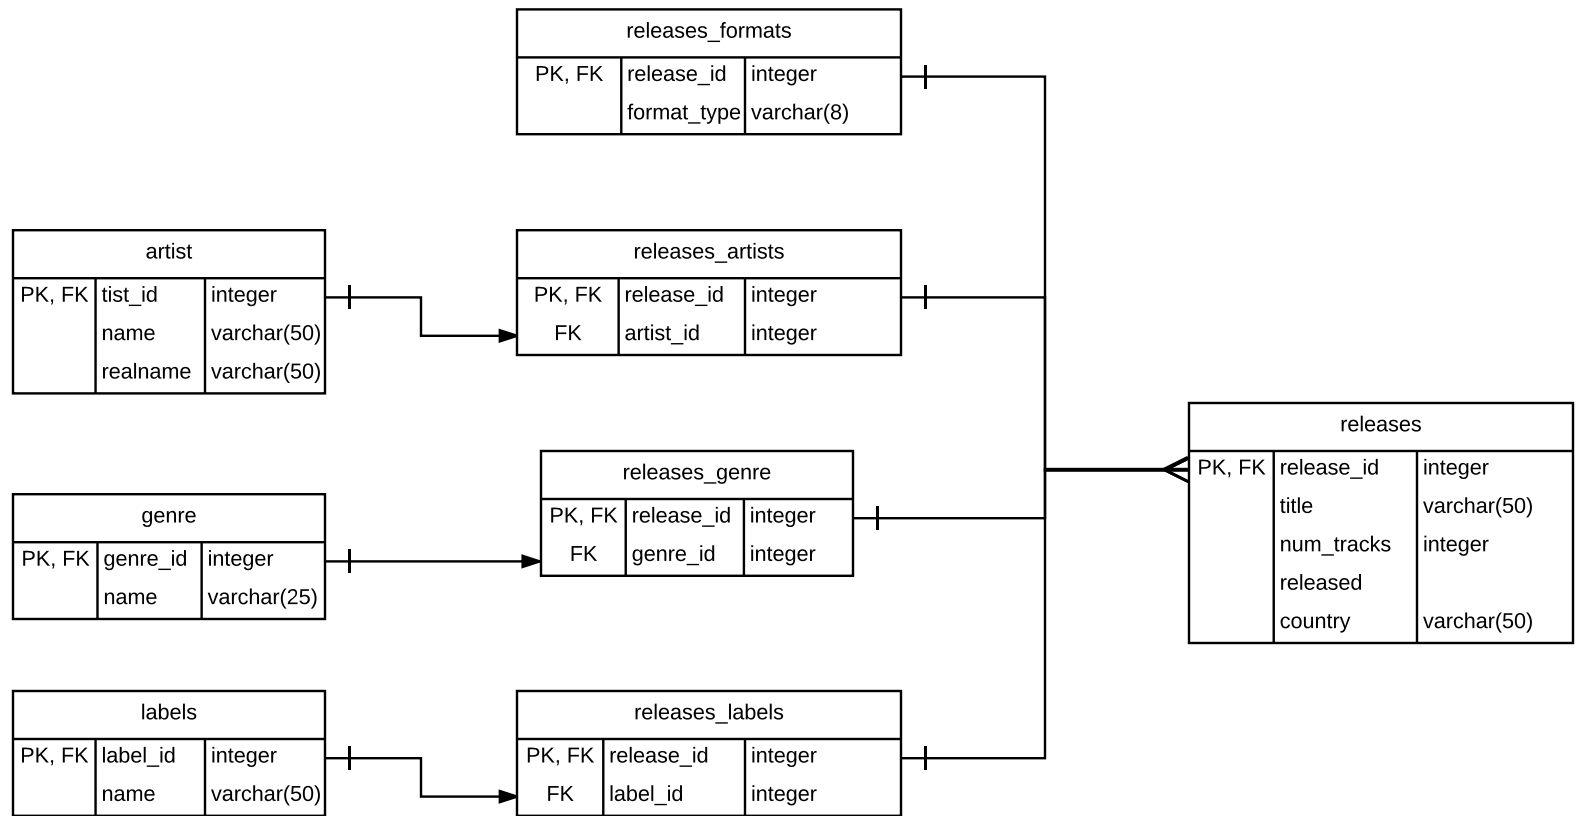 releases_formats
PK, FK release_id integer
format_type varchar(8)
artist
PK, FK tist_id integer
name varchar(50)
realname varchar(50)
releases_artists
PK, FK release_id integer
FK artist_id integer
genre
PK, FK genre_id integer
name varchar(25)
releases_genre
PK, FK release_id integer
FK genre_id integer
labels
PK, FK label_id integer
name varchar(50)
releases_labels
PK, FK release_id integer
FK label_id integer
releases
PK, FK release_id integer
title varchar(50)
num_tracks integer
released
country varchar(50)